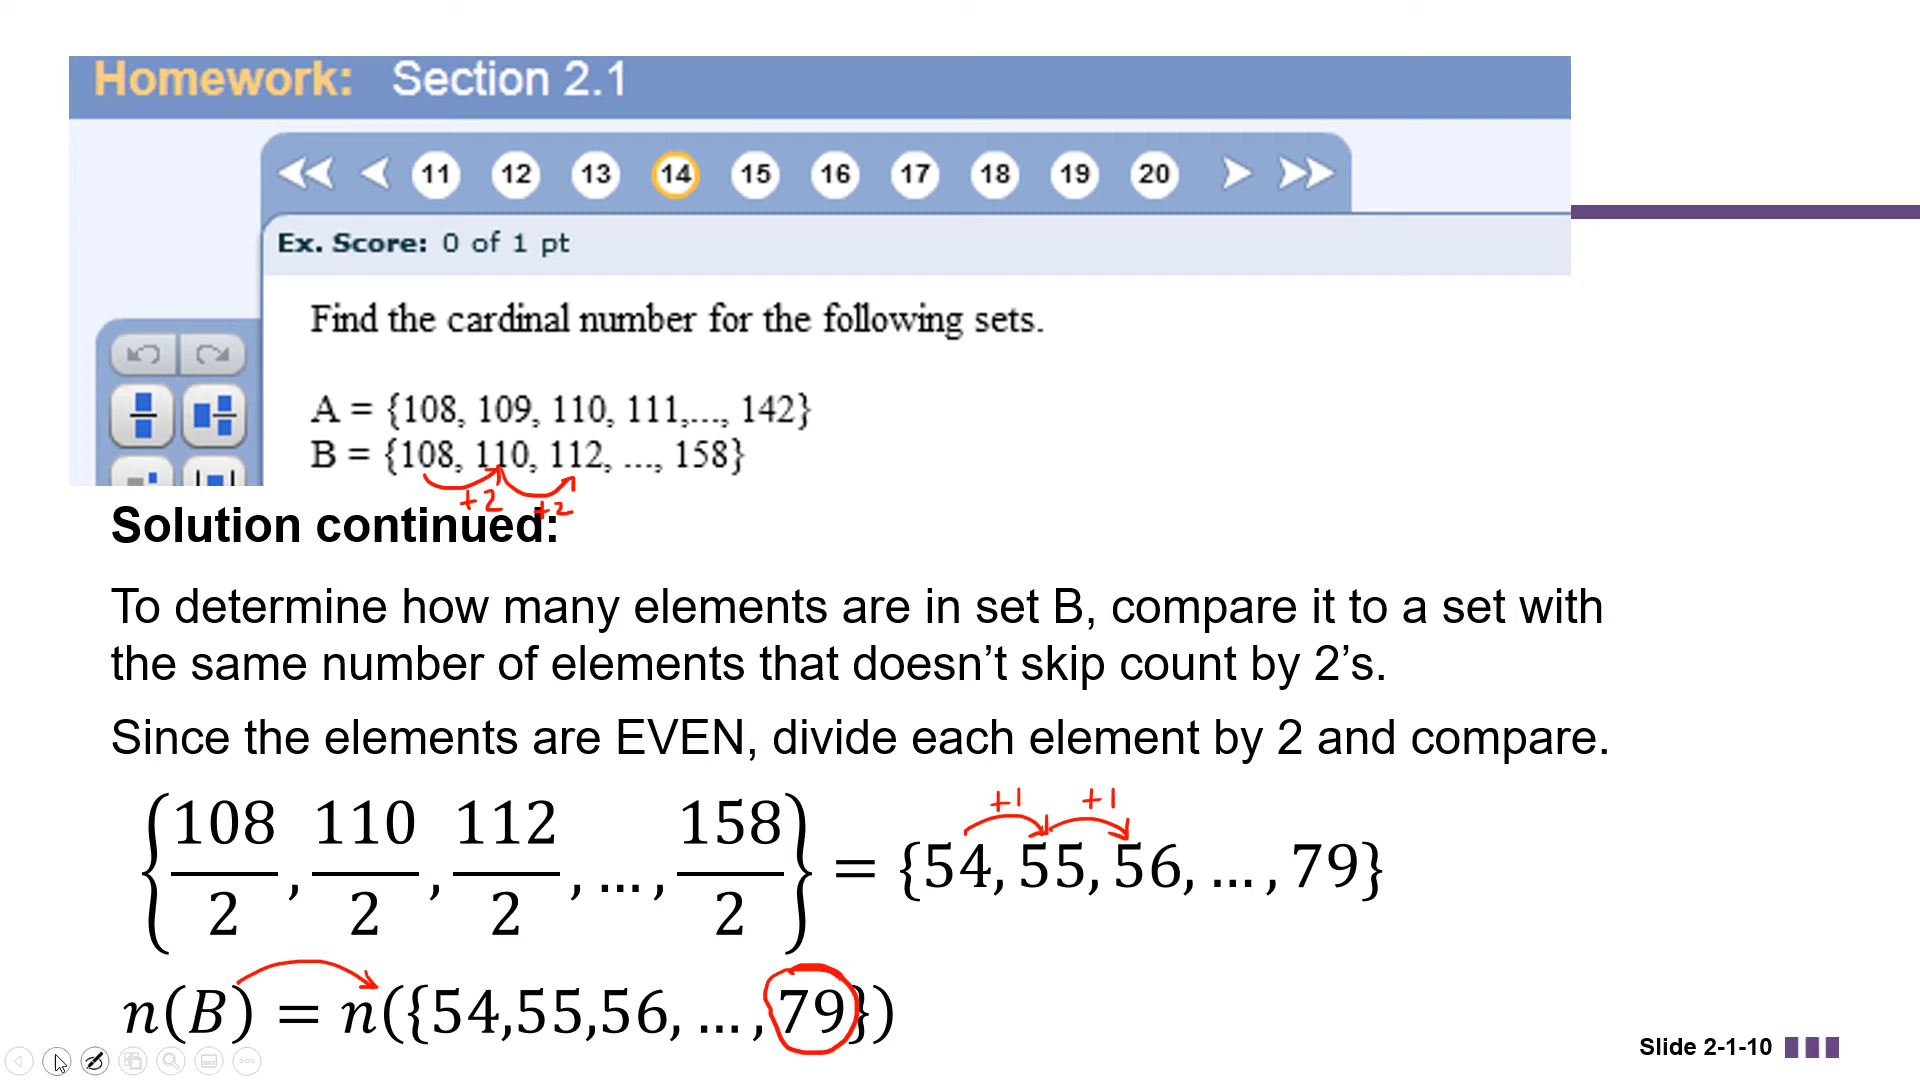 Homework: Section 2.1
11 12 13 14 15 16 17 18 19 20
Ex. Score: 0 of 1 pt
Find the cardinal number for the following sets.
A = {108, 109, 110, 111,..., 142}
B = {108, 110, 112, ..., 158}
+2 +2
Solution continued:
To determine how many elements are in set B, compare it to a set with
the same number of elements that doesn’t skip count by 2’s.
Since the elements are EVEN, divide each element by 2 and compare.
+1 +1
{108/2, 110/2, 112/2, ..., 158/2} = {54, 55, 56, ..., 79}
n(B) = n({54,55,56, ..., 79})
Slide 2-1-10